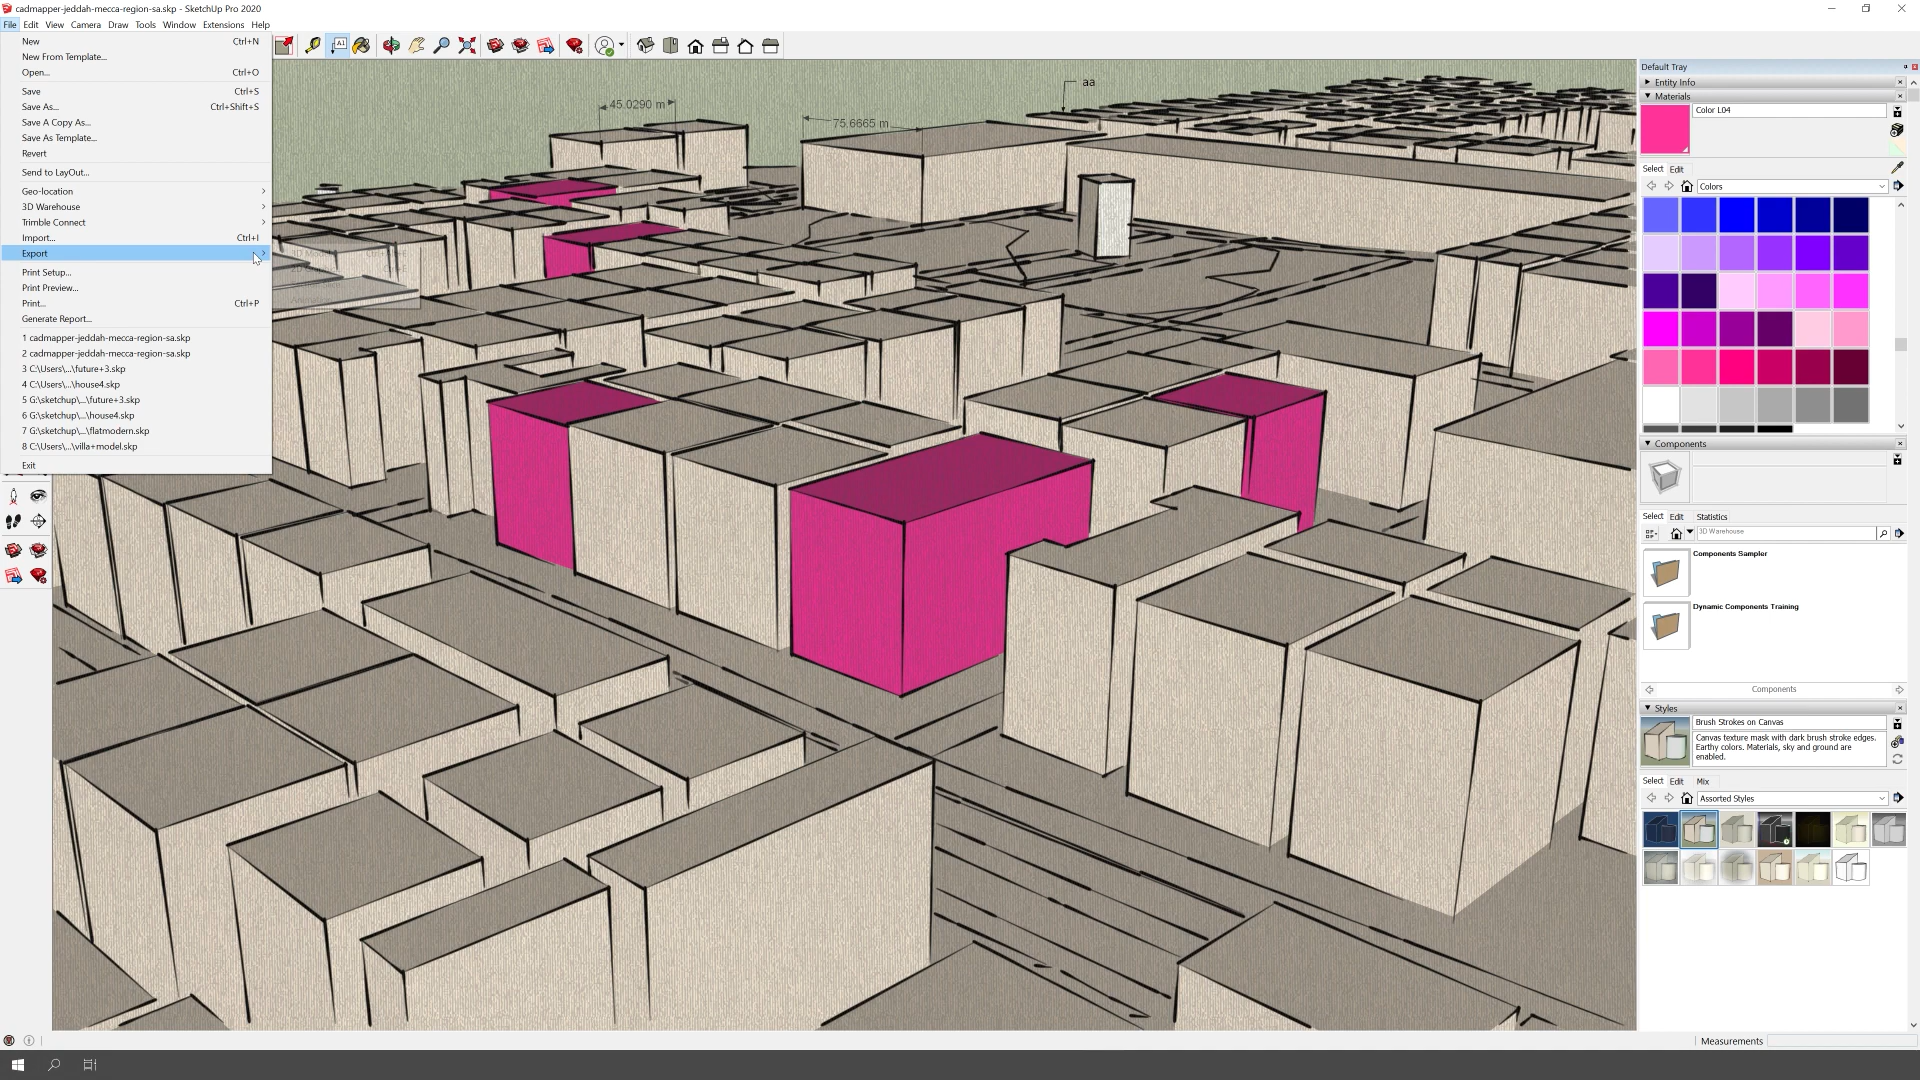 cadmapper-jeddah-mecca-region-sa.skp - SketchUp Pro 2020
File Edit View Camera Draw Tools Window Extensions Help
New Ctrl+N
New From Template...
Open... Ctrl+O
Save Ctrl+S
Save As... Ctrl+Shift+S
Save A Copy As...
Save As Template...
Revert
Send to LayOut...
Geo-location
3D Warehouse
Trimble Connect
Import... Ctrl+I
Export
Print Setup...
Print Preview...
Print... Ctrl+P
Generate Report...
1 cadmapper-jeddah-mecca-region-sa.skp
2 cadmapper-jeddah-mecca-region-sa.skp
3 C:\Users\...\future+3.skp
4 C:\Users\...\house4.skp
5 G:\sketchup\...\future+3.skp
6 G:\sketchup\...\house4.skp
7 G:\sketchup\...\flatmodern.skp
8 C:\Users\...\villa+model.skp
Exit
A1
45.0290 m
75.6665 m
aa
Default Tray
Entity Info
Materials
Color L04
Select Edit
Colors
Components
Select Edit Statistics
3D Warehouse
Components Sampler
Dynamic Components Training
Components
Styles
Brush Strokes on Canvas
Canvas texture mask with dark brush stroke edges.
Earthy colors. Materials, sky and ground are
enabled.
Select Edit Mix
Assorted Styles
Measurements